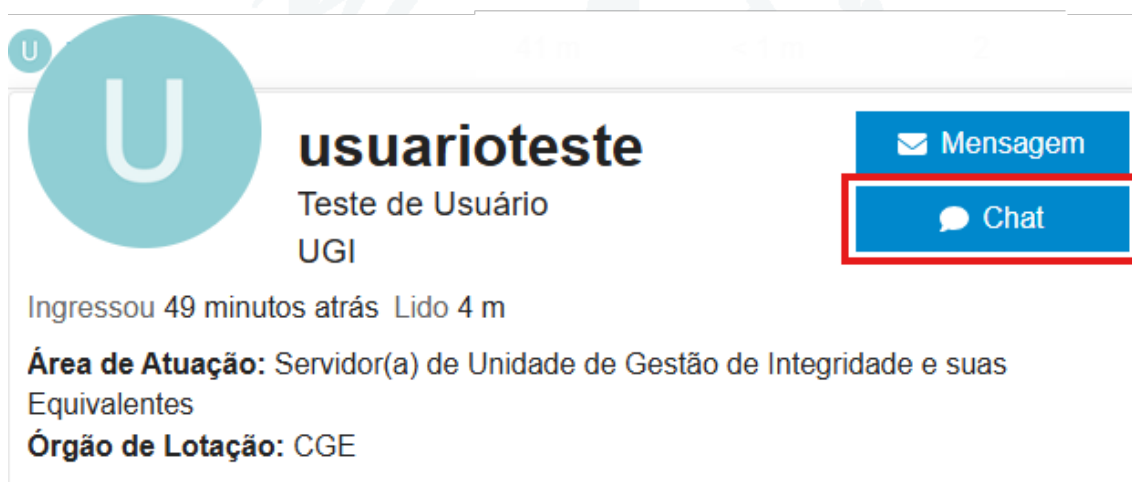 U
U
usuarioteste
Mensagem
Teste de Usuário
Chat
UGI
Ingressou 49 minutos atrás Lido 4 m
Área de Atuação: Servidor(a) de Unidade de Gestão de Integridade e suas
Equivalentes
Órgão de Lotação: CGE